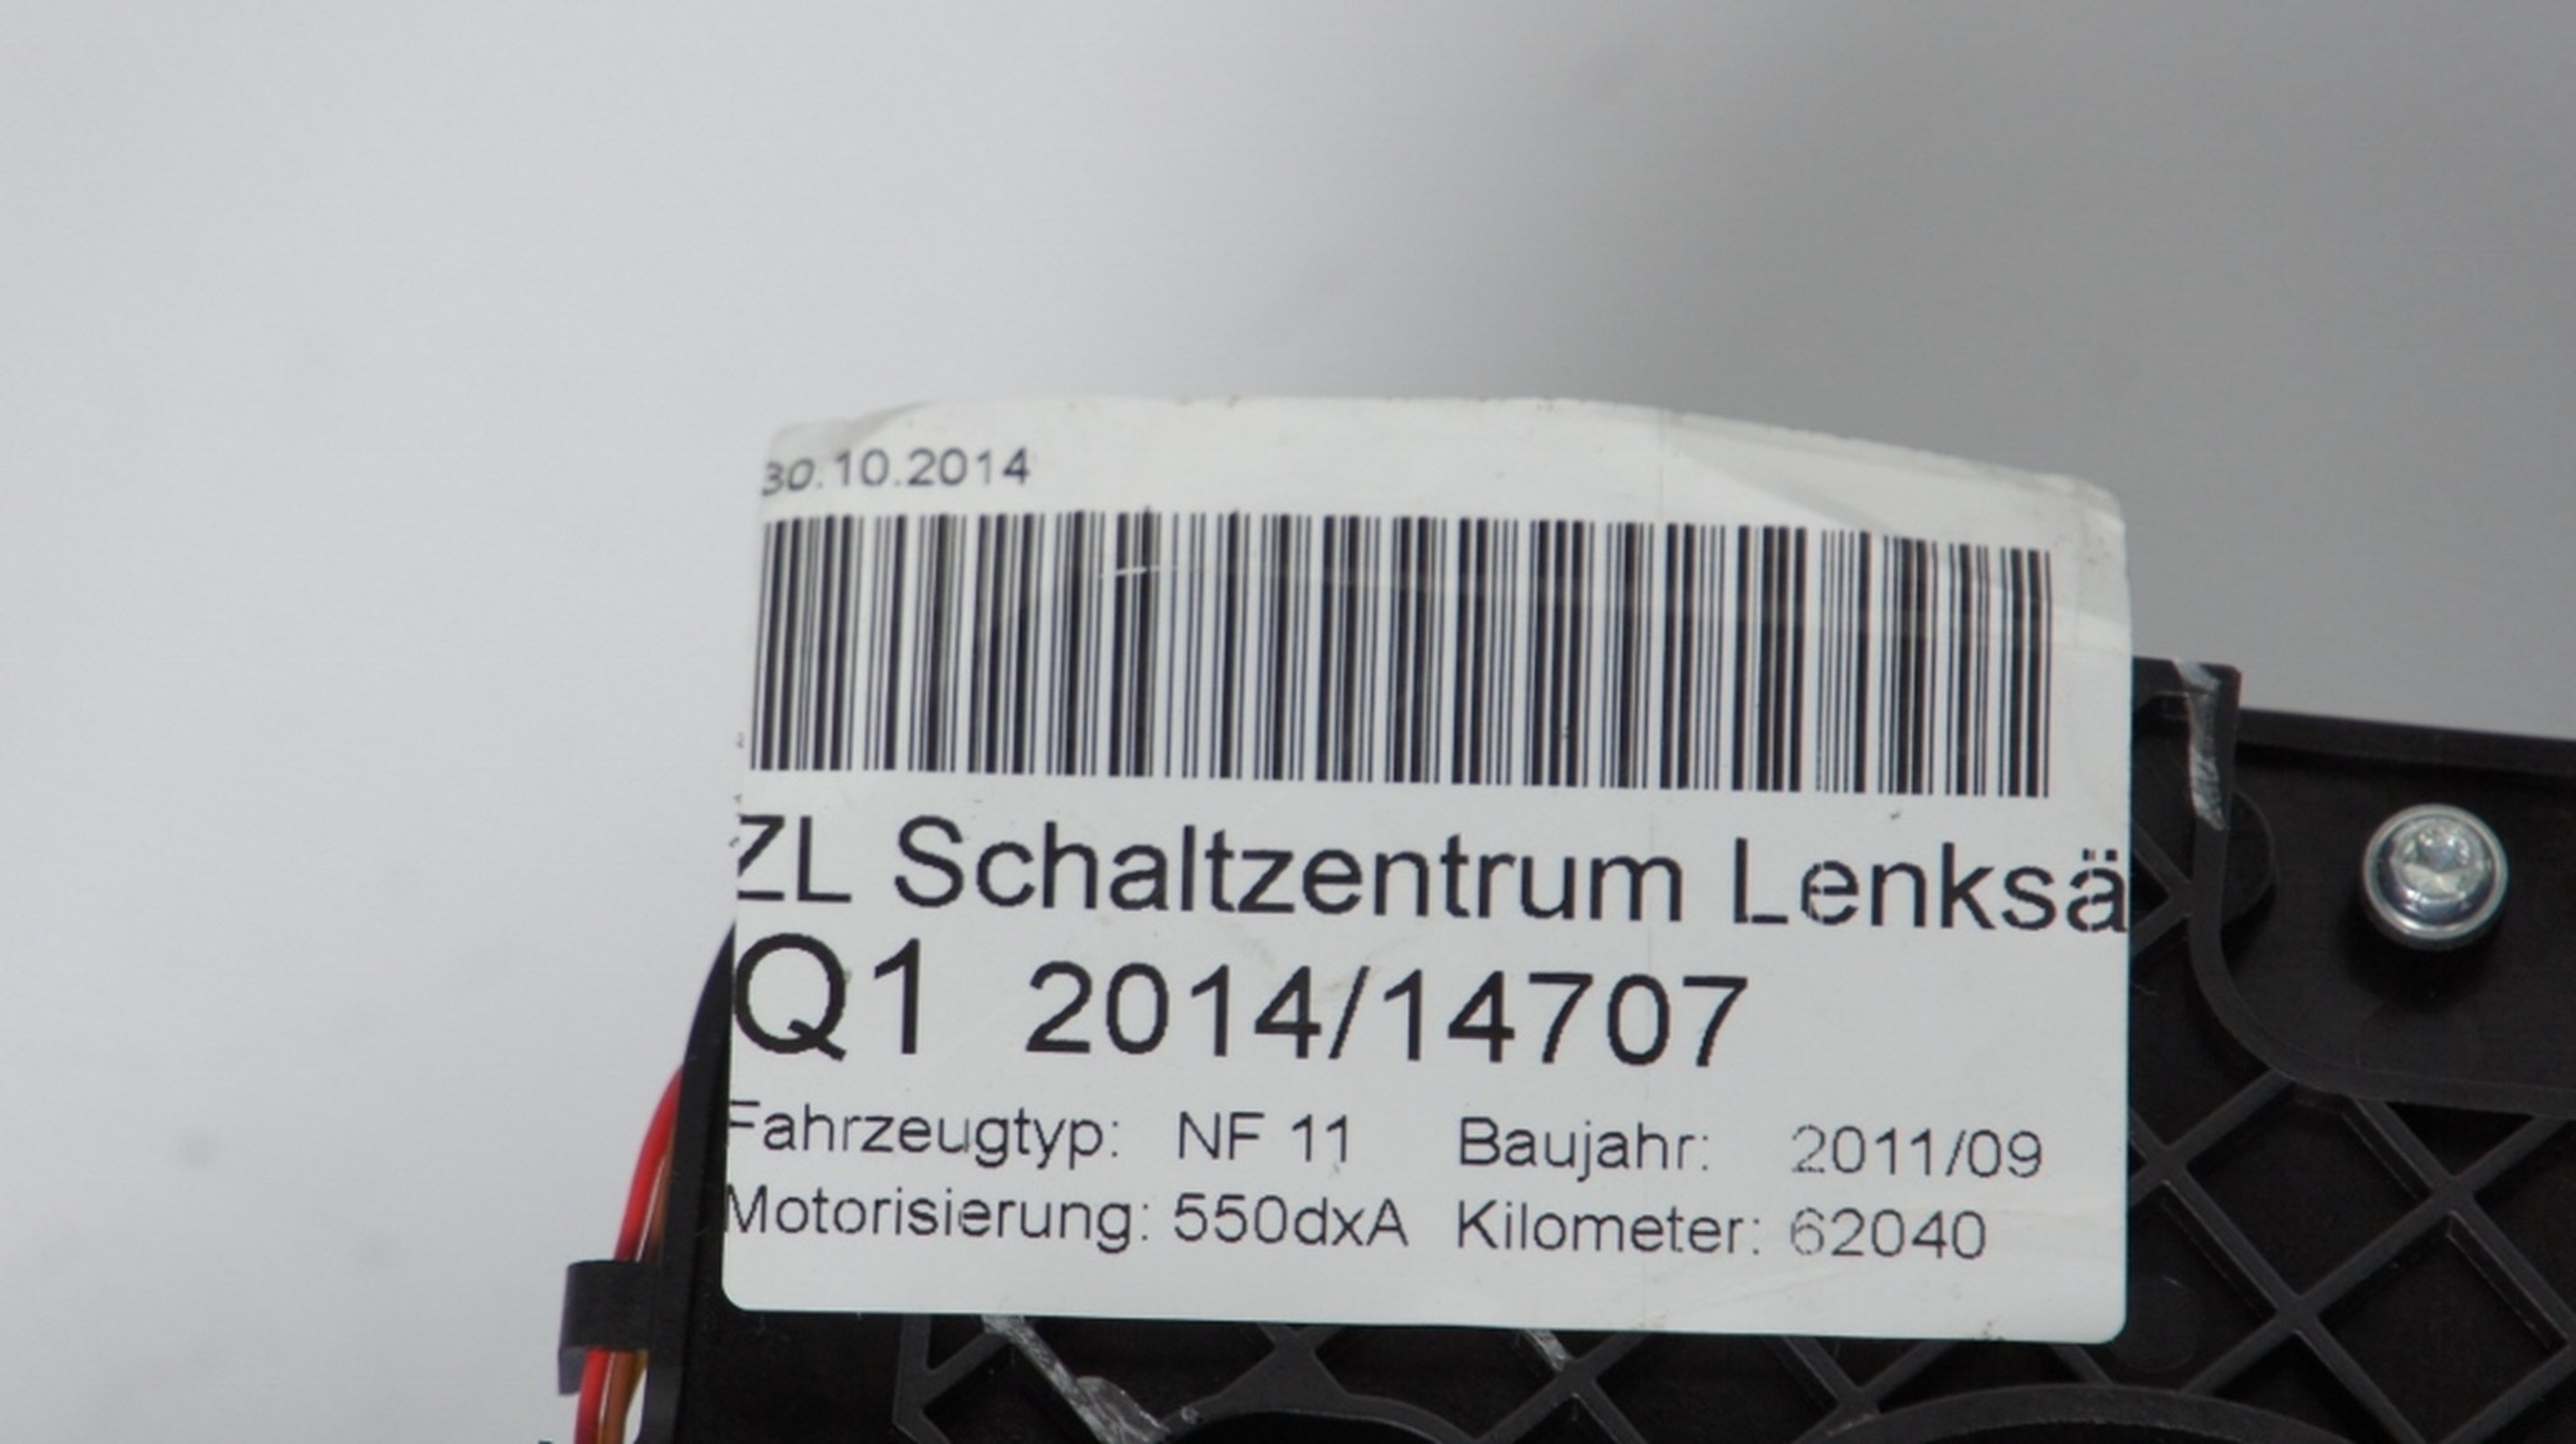 30.10.2014
ZL Schaltzentrum Lenksä
Q1 2014/14707
Fahrzeugtyp: NF 11 Baujahr: 2011/09
Motorisierung: 550dxA Kilometer: 62040